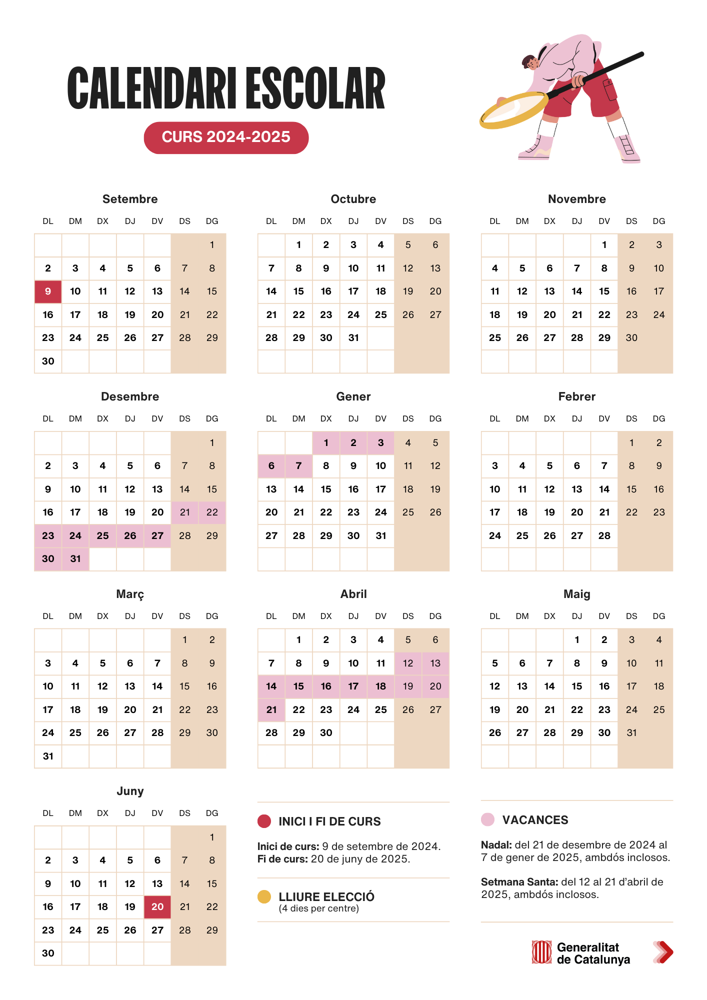 CALENDARI ESCOLAR
CURS 2024-2025
Setembre
DL DM DX DJ DV DS DG
1
2 3 4 5 6 7 8
9 10 11 12 13 14 15
16 17 18 19 20 21 22
23 24 25 26 27 28 29
30
Octubre
DL DM DX DJ DV DS DG
1 2 3 4 5 6
7 8 9 10 11 12 13
14 15 16 17 18 19 20
21 22 23 24 25 26 27
28 29 30 31
Novembre
DL DM DX DJ DV DS DG
1 2 3
4 5 6 7 8 9 10
11 12 13 14 15 16 17
18 19 20 21 22 23 24
25 26 27 28 29 30
Desembre
DL DM DX DJ DV DS DG
1
2 3 4 5 6 7 8
9 10 11 12 13 14 15
16 17 18 19 20 21 22
23 24 25 26 27 28 29
30 31
Gener
DL DM DX DJ DV DS DG
1 2 3 4 5
6 7 8 9 10 11 12
13 14 15 16 17 18 19
20 21 22 23 24 25 26
27 28 29 30 31
Febrer
DL DM DX DJ DV DS DG
1 2
3 4 5 6 7 8 9
10 11 12 13 14 15 16
17 18 19 20 21 22 23
24 25 26 27 28
Març
DL DM DX DJ DV DS DG
1 2
3 4 5 6 7 8 9
10 11 12 13 14 15 16
17 18 19 20 21 22 23
24 25 26 27 28 29 30
31
Abril
DL DM DX DJ DV DS DG
1 2 3 4 5 6
7 8 9 10 11 12 13
14 15 16 17 18 19 20
21 22 23 24 25 26 27
28 29 30
Maig
DL DM DX DJ DV DS DG
1 2 3 4
5 6 7 8 9 10 11
12 13 14 15 16 17 18
19 20 21 22 23 24 25
26 27 28 29 30 31
Juny
DL DM DX DJ DV DS DG
1
2 3 4 5 6 7 8
9 10 11 12 13 14 15
16 17 18 19 20 21 22
23 24 25 26 27 28 29
30
INICI I FI DE CURS
Inici de curs: 9 de setembre de 2024.
Fi de curs: 20 de juny de 2025.
LLIURE ELECCIÓ
(4 dies per centre)
VACANCES
Nadal: del 21 de desembre de 2024 al
7 de gener de 2025, ambdós inclosos.
Setmana Santa: del 12 al 21 d’abril de
2025, ambdós inclosos.
Generalitat
de Catalunya